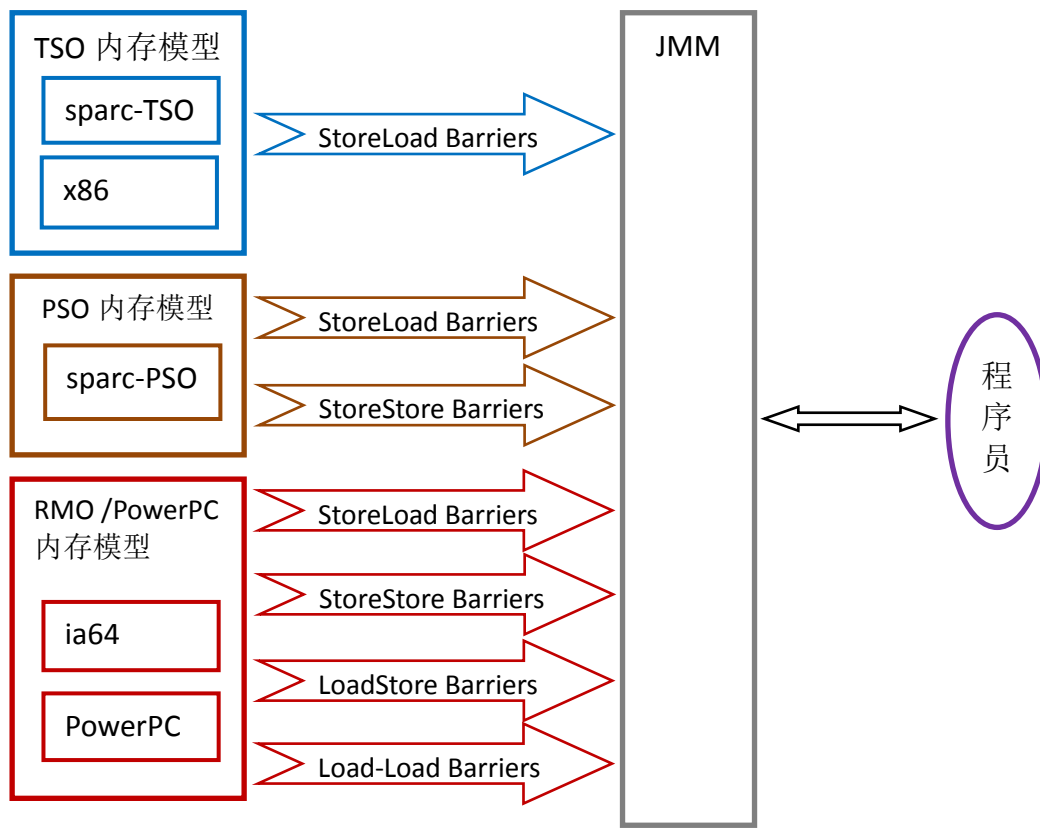 TSO 内存模型
sparc-TSO
x86
StoreLoad Barriers
PSO 内存模型
sparc-PSO
StoreLoad Barriers
StoreStore Barriers
RMO /PowerPC
内存模型
ia64
PowerPC
StoreLoad Barriers
StoreStore Barriers
LoadStore Barriers
Load-Load Barriers
JMM
程
序
员